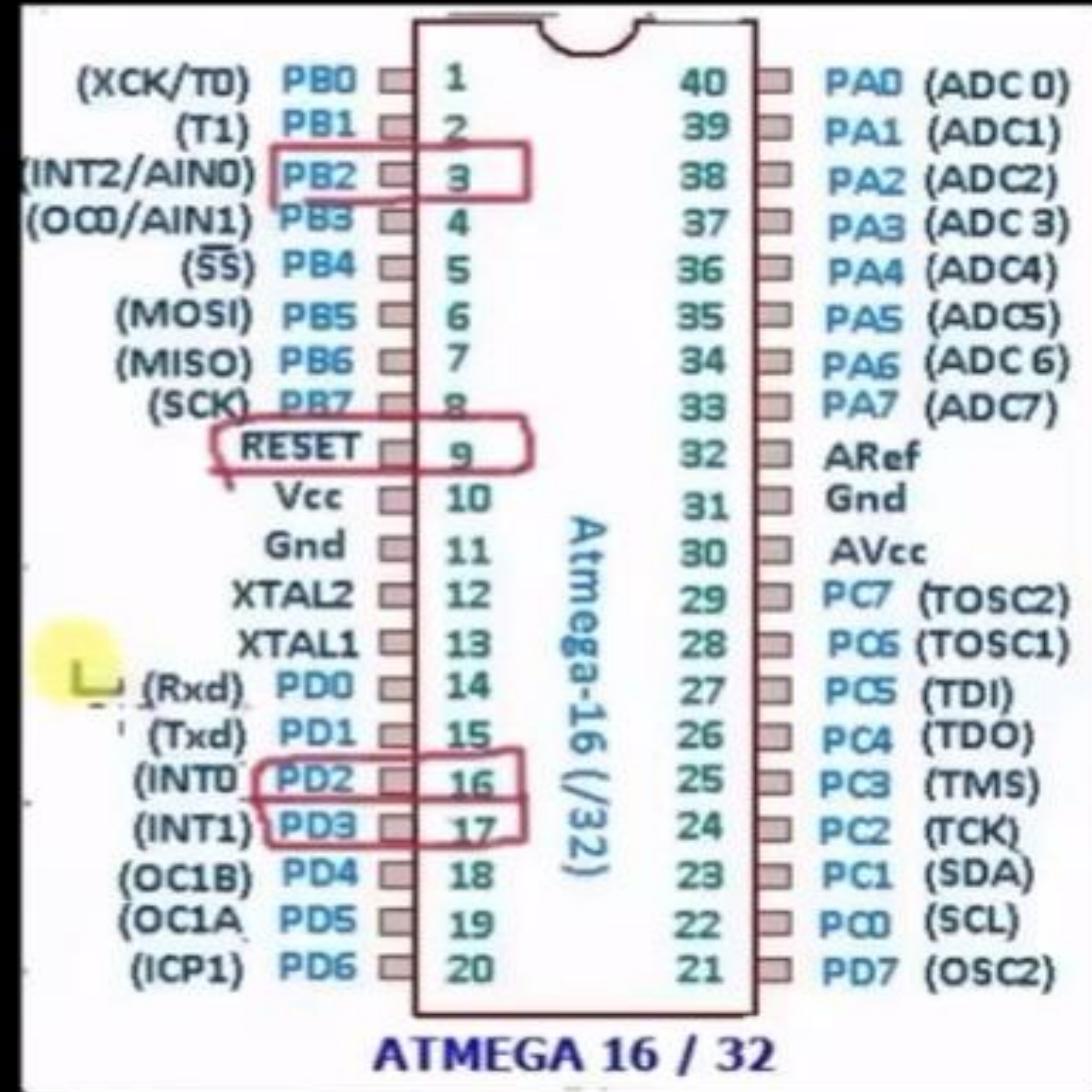 (XCK/T0) PB0 1 40 PA0 (ADC 0)
(T1) PB1 2 39 PA1 (ADC1)
(INT2/AIN0) PB2 3 38 PA2 (ADC2)
(OC0/AIN1) PB3 4 37 PA3 (ADC 3)
(SS) PB4 5 36 PA4 (ADC4)
(MOSI) PB5 6 35 PA5 (ADC5)
(MISO) PB6 7 34 PA6 (ADC 6)
(SCK) PB7 8 33 PA7 (ADC7)
RESET 9 32 ARef
Vcc 10 31 Gnd
Gnd 11 30 AVcc
XTAL2 12 29 PC7 (TOSC2)
XTAL1 13 28 PC6 (TOSC1)
(Rxd) PD0 14 27 PC5 (TDI)
(Txd) PD1 15 26 PC4 (TDO)
(INT0 PD2 16 25 PC3 (TMS)
(INT1) PD3 17 24 PC2 (TCK)
(OC1B) PD4 18 23 PC1 (SDA)
(OC1A PD5 19 22 PC0 (SCL)
(ICP1) PD6 20 21 PD7 (OSC2)
Atmega-16 (/32)
ATMEGA 16 / 32